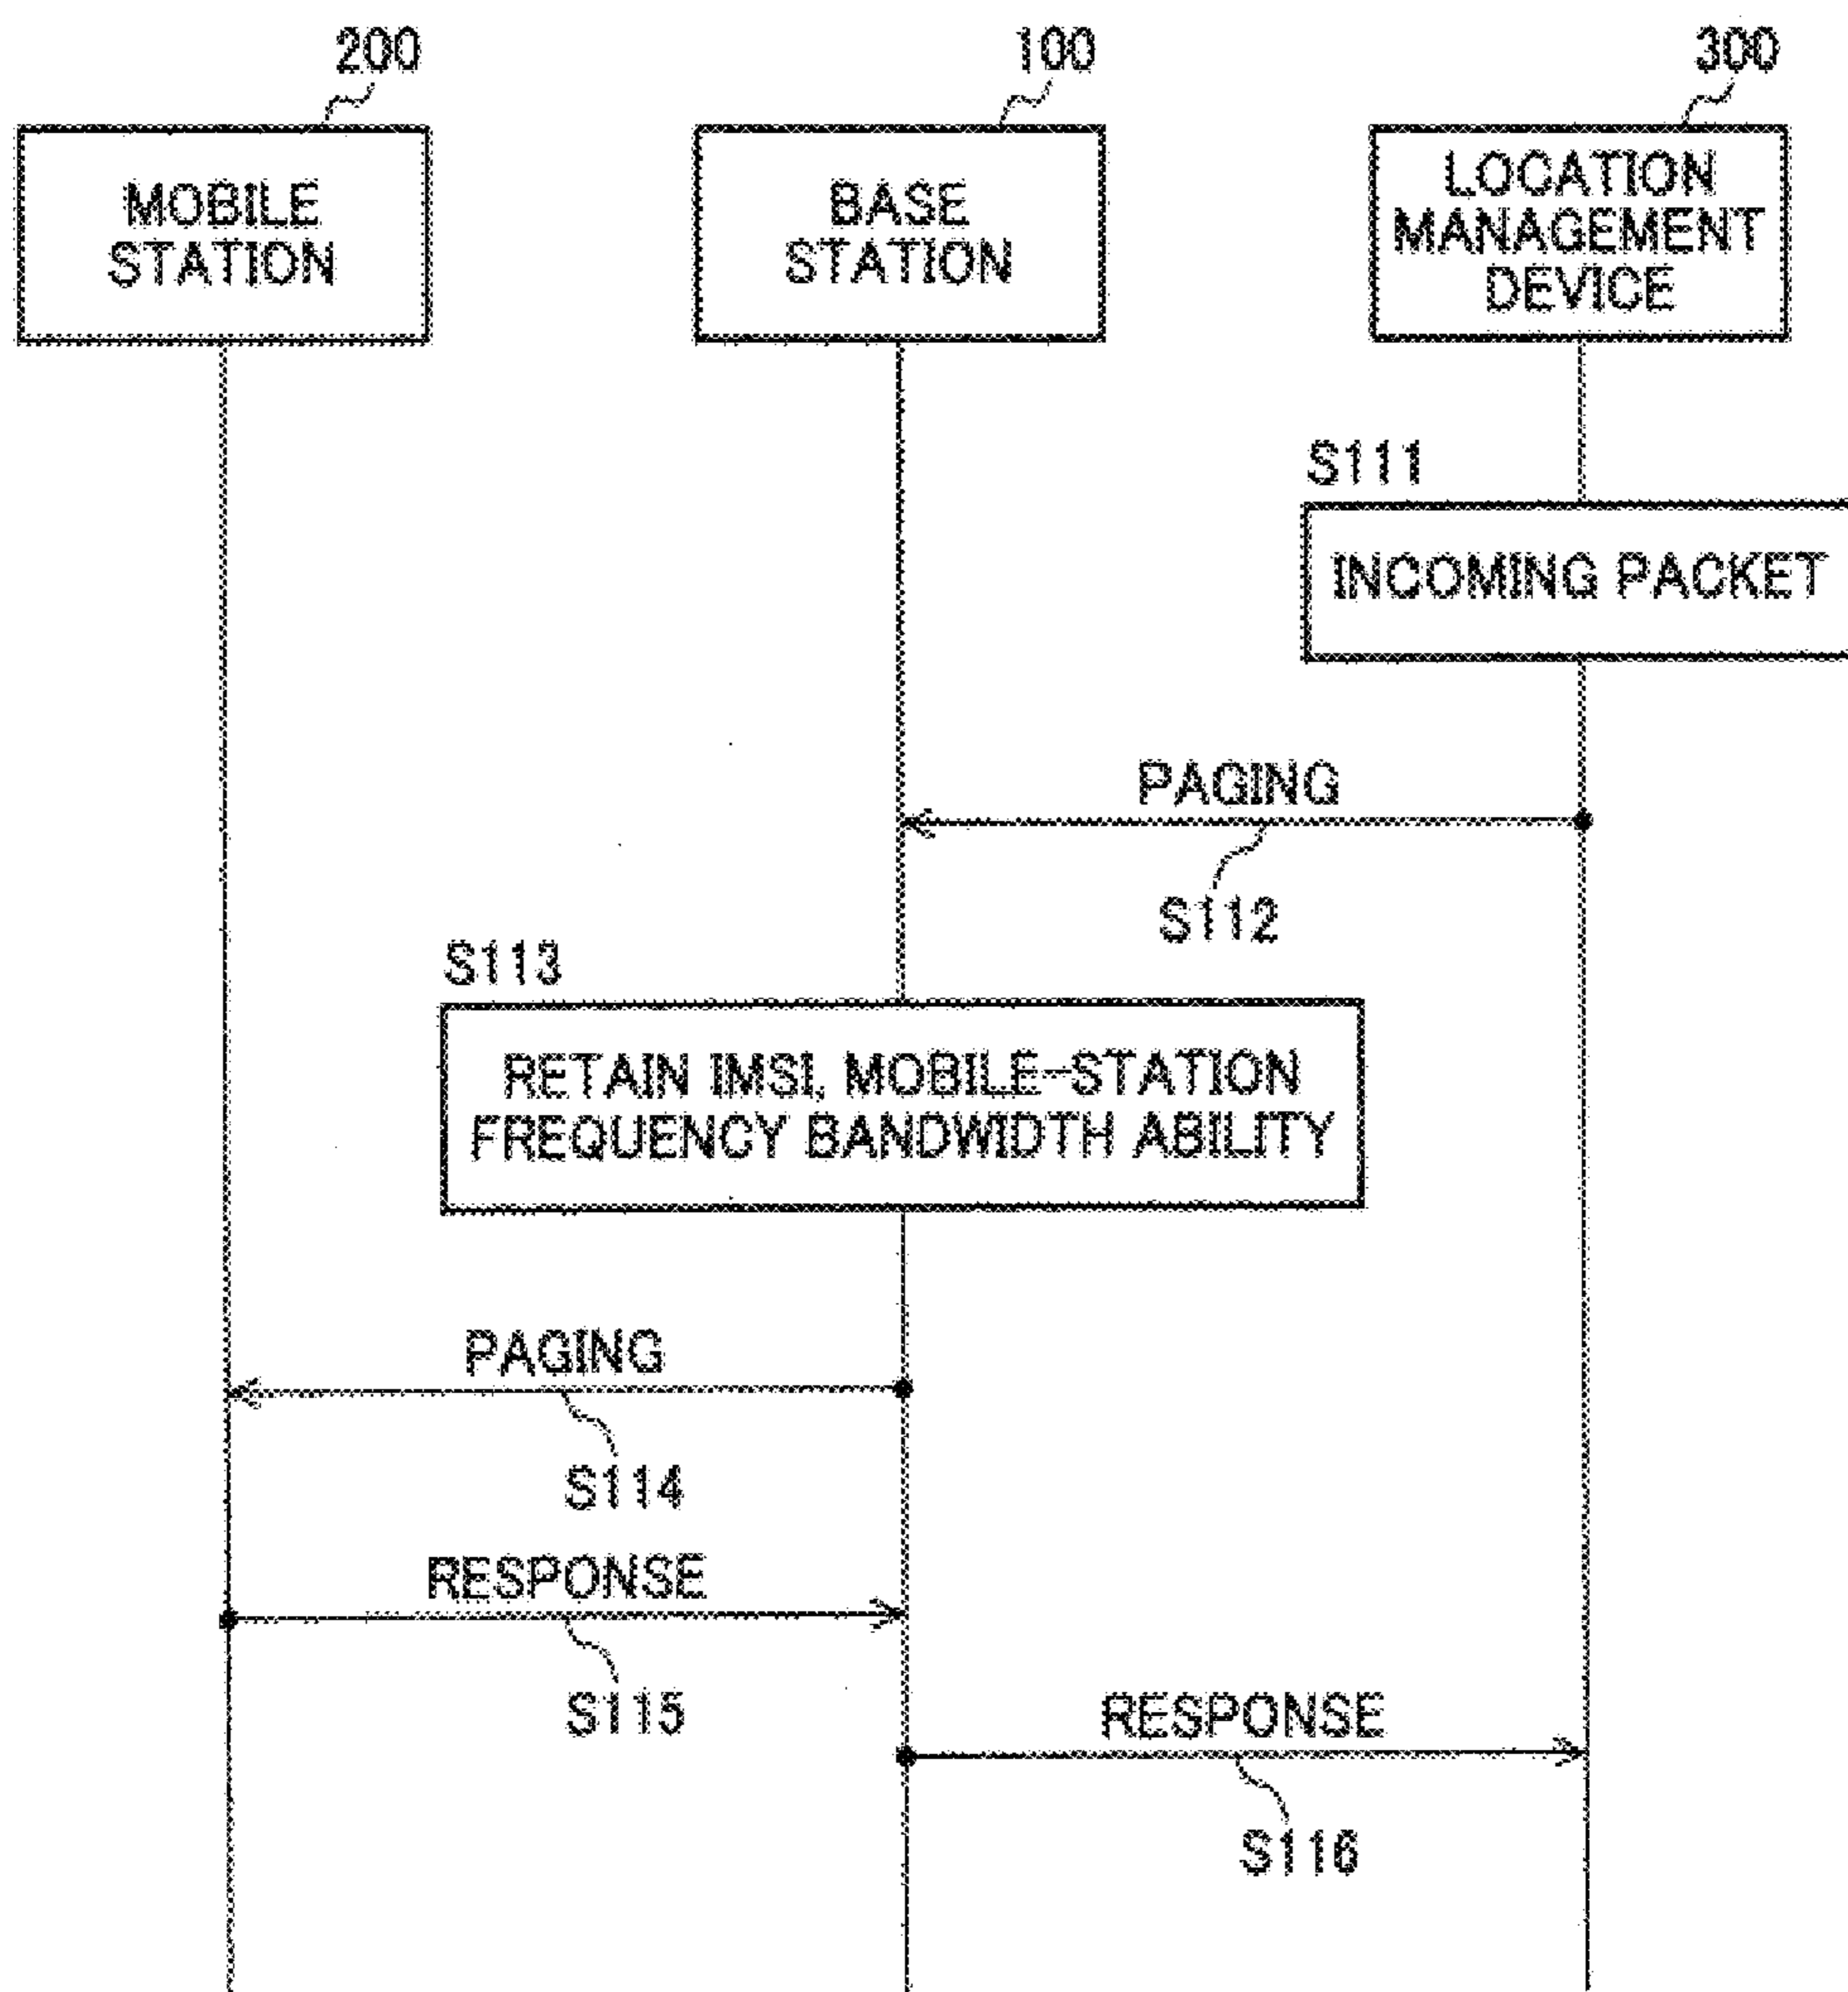 200
100
300
MOBILE
STATION
BASE
STATION
LOCATION
MANAGEMENT
DEVICE
S111
INCOMING PACKET
PAGING
S112
S113
RETAIN IMSI, MOBILE-STATION
FREQUENCY BANDWIDTH ABILITY
PAGING
S114
RESPONSE
S115
RESPONSE
S116